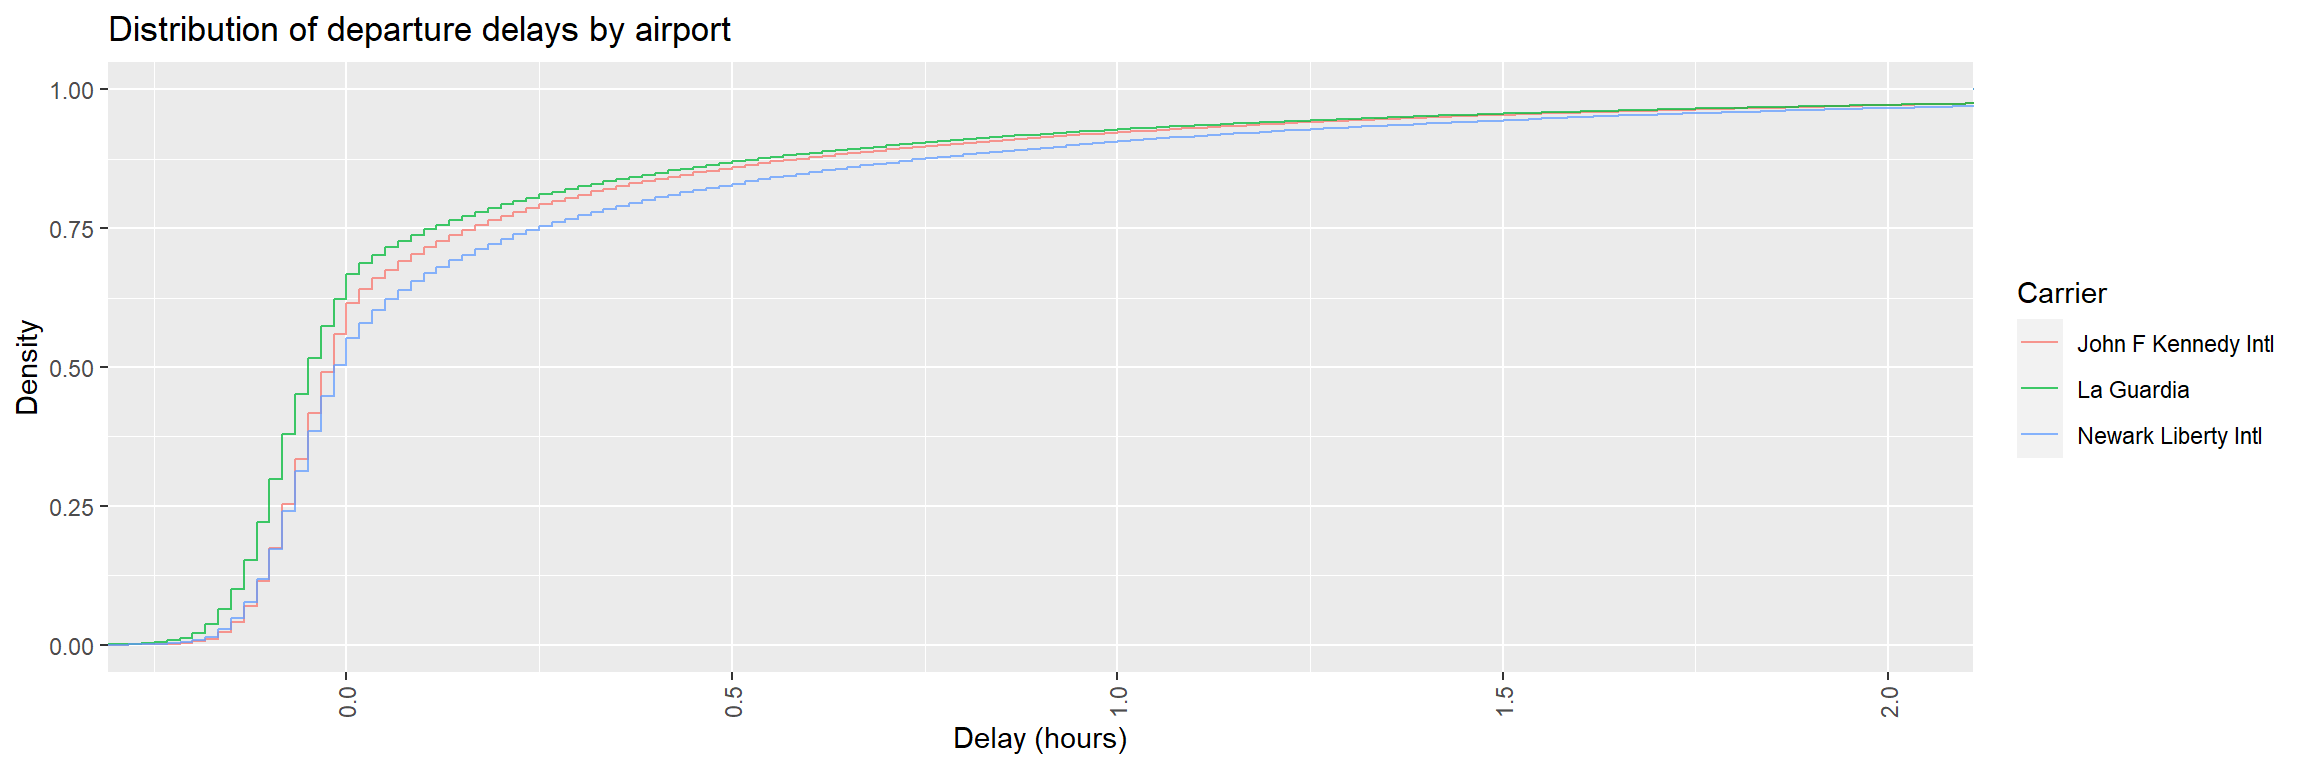 Distribution of departure delays by airport
1.00
0.75
0.50
0.25
0.00
Density
0.0
0.5
1.0
1.5
2.0
Delay (hours)
Carrier
John F Kennedy Intl
La Guardia
Newark Liberty Intl